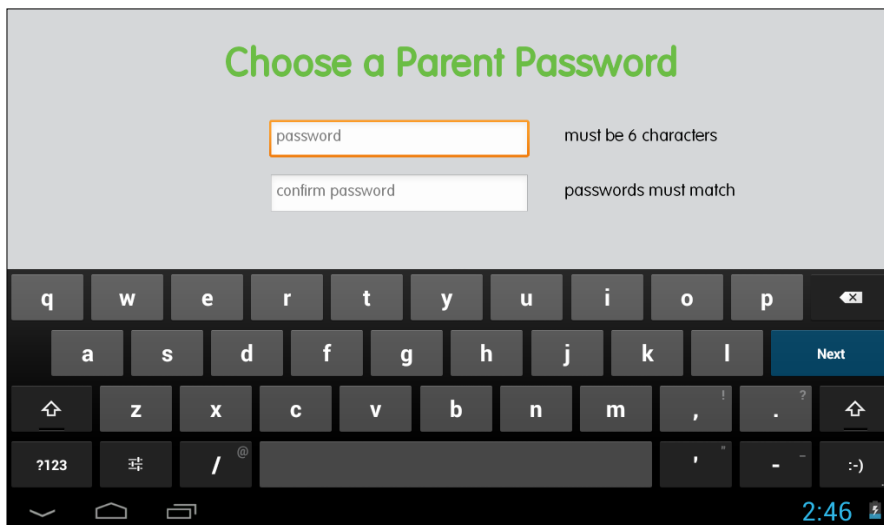 Choose a Parent Password
password must be 6 characters
confirm password passwords must match
q w e r t y u i o p
a s d f g h j k l Next
z x c v b n m , ! . ?
?123 / @ ' " - _ :-)
2:46